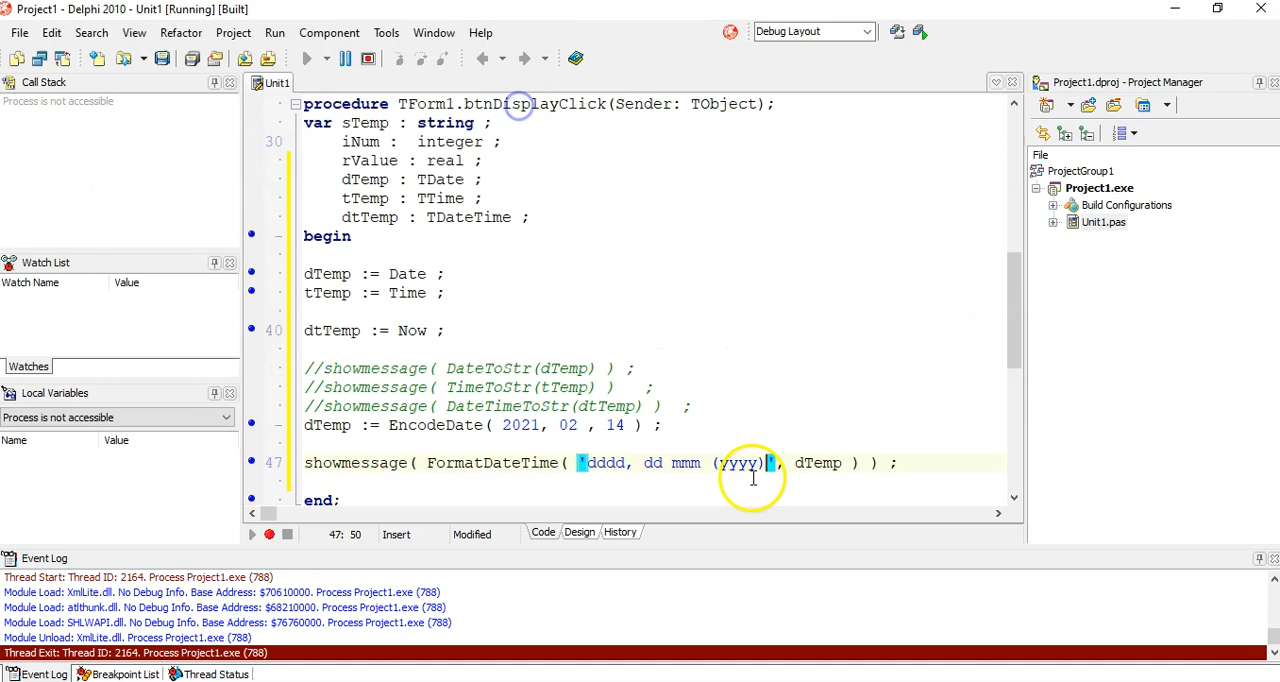 Project1 - Delphi 2010 - Unit1 [Running] [Built]
File Edit Search View Refactor Project Run Component Tools Window Help
Debug Layout
Call Stack
Process is not accessible
Watch List
Watch Name Value
Watches
Local Variables
Process is not accessible
Name Value
Unit1
procedure TForm1.btnDisplayClick(Sender: TObject);
var sTemp : string ;
30 iNum : integer ;
rValue : real ;
dTemp : TDate ;
tTemp : TTime ;
dtTemp : TDateTime ;
begin
dTemp := Date ;
tTemp := Time ;
40 dtTemp := Now ;
//showmessage( DateToStr(dTemp) ) ;
//showmessage( TimeToStr(tTemp) ) ;
//showmessage( DateTimeToStr(dtTemp) ) ;
dTemp := EncodeDate( 2021, 02 , 14 ) ;
47 showmessage( FormatDateTime( 'dddd, dd mmm (yyyy)', dTemp ) ) ;
end;
47: 50 Insert Modified Code Design History
Project1.dproj - Project Manager
File
ProjectGroup1
Project1.exe
Build Configurations
Unit1.pas
Event Log
Thread Start: Thread ID: 2164. Process Project1.exe (788)
Module Load: XmlLite.dll. No Debug Info. Base Address: $70610000. Process Project1.exe (788)
Module Load: atlthunk.dll. No Debug Info. Base Address: $68210000. Process Project1.exe (788)
Module Load: SHLWAPI.dll. No Debug Info. Base Address: $76760000. Process Project1.exe (788)
Module Unload: XmlLite.dll. Process Project1.exe (788)
Thread Exit: Thread ID: 2164. Process Project1.exe (788)
Event Log Breakpoint List Thread Status